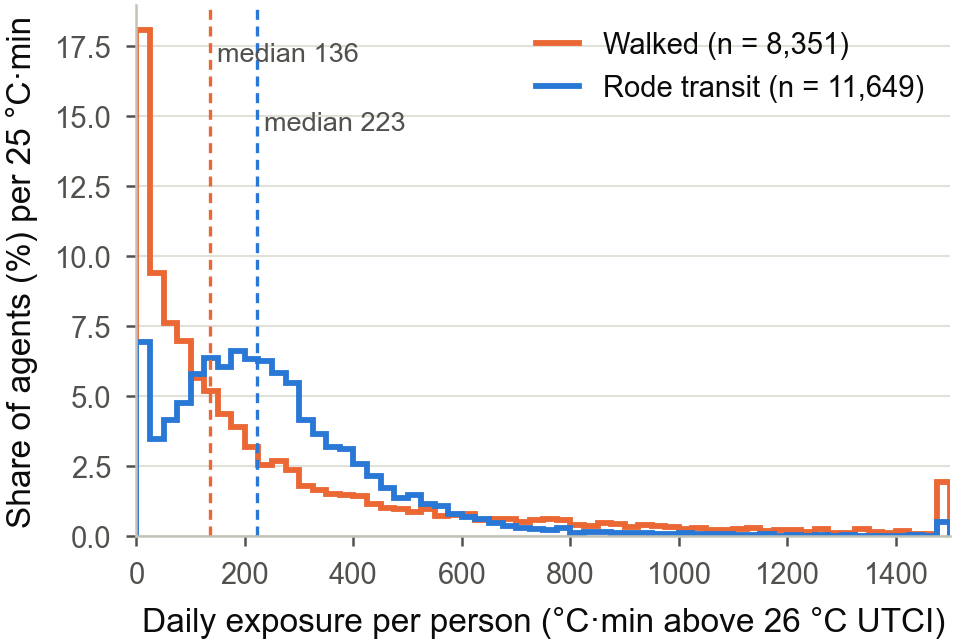 Share of agents (%) per 25 °C·min
17.5
15.0
12.5
10.0
7.5
5.0
2.5
0.0
median 136
median 223
Walked (n = 8,351)
Rode transit (n = 11,649)
0 200 400 600 800 1000 1200 1400
Daily exposure per person (°C·min above 26 °C UTCI)